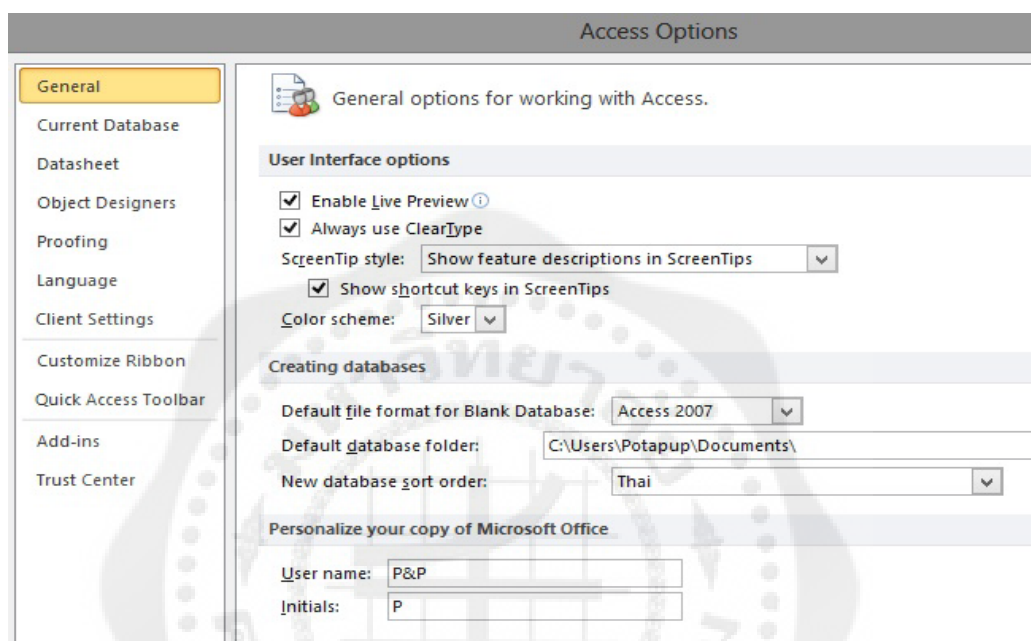 Access Options
General
Current Database
Datasheet
Object Designers
Proofing
Language
Client Settings
Customize Ribbon
Quick Access Toolbar
Add-ins
Trust Center
General options for working with Access.
User Interface options
Enable Live Preview
Always use ClearType
ScreenTip style: Show feature descriptions in ScreenTips
Show shortcut keys in ScreenTips
Color scheme: Silver
Creating databases
Default file format for Blank Database: Access 2007
Default database folder: C:\Users\Potapup\Documents\
New database sort order: Thai
Personalize your copy of Microsoft Office
User name: P&P
Initials: P